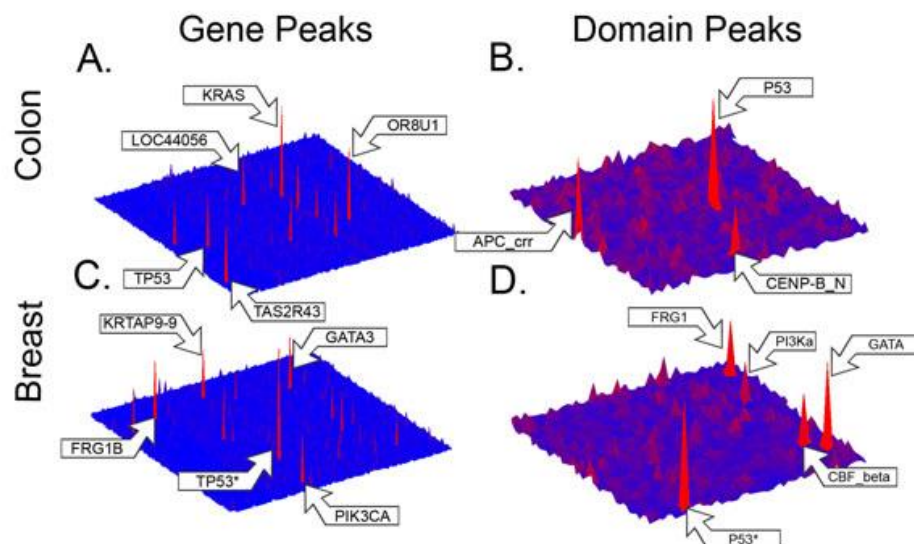 Gene Peaks
Domain Peaks
Colon
A.
KRAS
LOC44056
OR8U1
TP53
TAS2R43
B.
P53
APC_crr
CENP-B_N
Breast
C.
KRTAP9-9
GATA3
FRG1B
TP53*
PIK3CA
D.
FRG1
PI3Ka
GATA
CBF_beta
P53*